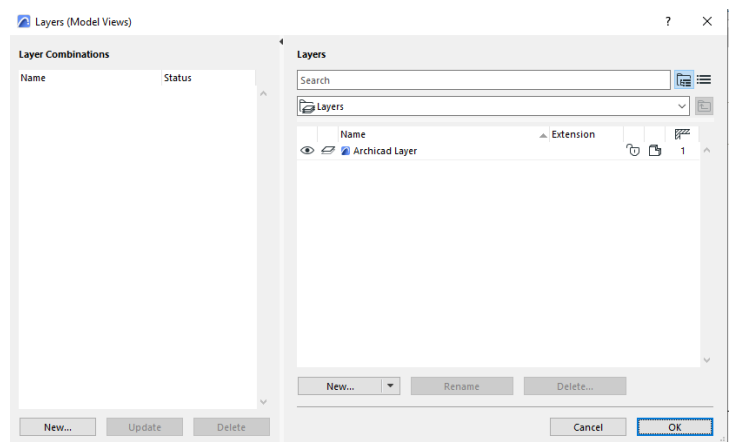 Layers (Model Views)
?
Layer Combinations
Name Status
New... Update Delete
Layers
Search
Layers
Name Extension
Archicad Layer 1
New... Rename Delete...
Cancel OK